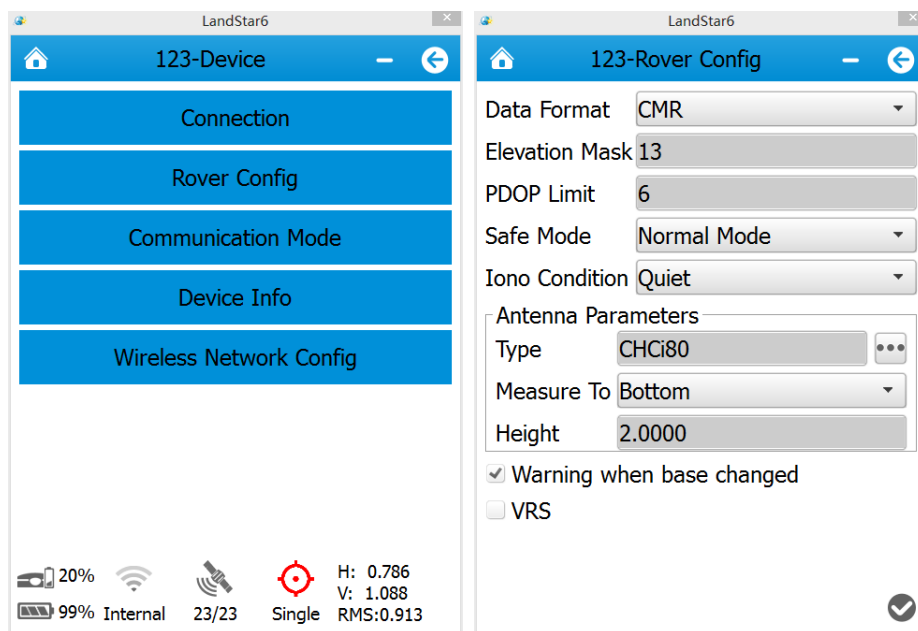 LandStar6
123-Device
Connection
Rover Config
Communication Mode
Device Info
Wireless Network Config
20%
99%
Internal
23/23
Single
H: 0.786
V: 1.088
RMS:0.913
LandStar6
123-Rover Config
Data Format CMR
Elevation Mask 13
PDOP Limit 6
Safe Mode Normal Mode
Iono Condition Quiet
Antenna Parameters
Type CHCi80
Measure To Bottom
Height 2.0000
Warning when base changed
VRS